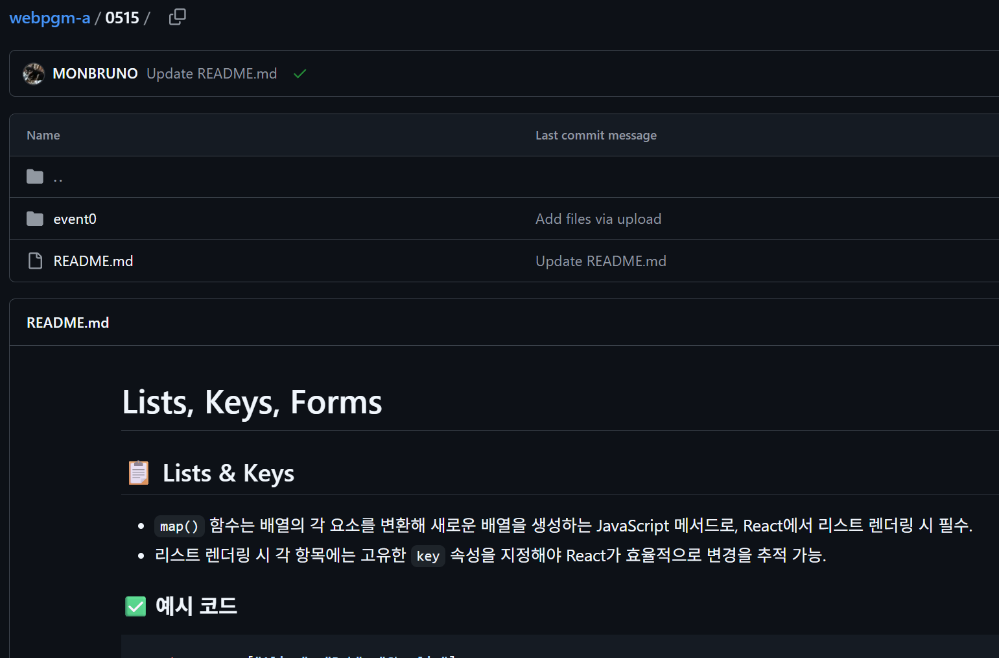 webpgm-a / 0515 /
MONBRUNO Update README.md
Name Last commit message
..
event0 Add files via upload
README.md Update README.md
README.md
Lists, Keys, Forms
Lists & Keys
map() 함수는 배열의 각 요소를 변환해 새로운 배열을 생성하는 JavaScript 메서드로, React에서 리스트 렌더링 시 필수.
리스트 렌더링 시 각 항목에는 고유한 key 속성을 지정해야 React가 효율적으로 변경을 추적 가능.
예시 코드